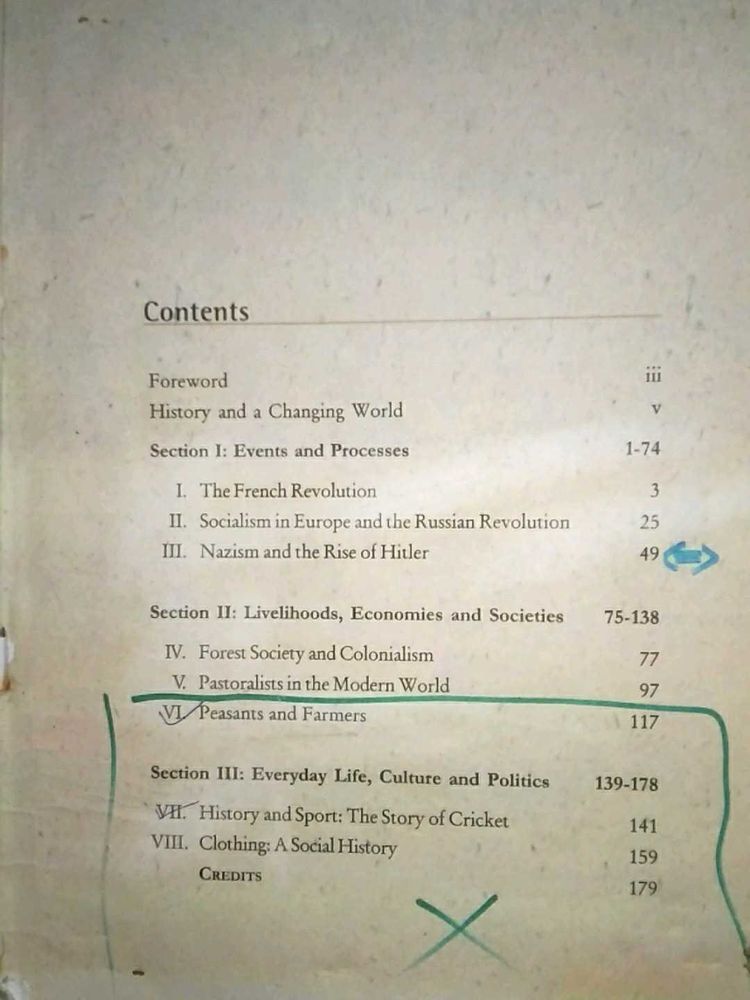 Contents
Foreword iii
History and a Changing World v
Section I: Events and Processes 1-74
I. The French Revolution 3
II. Socialism in Europe and the Russian Revolution 25
III. Nazism and the Rise of Hitler 49
Section II: Livelihoods, Economies and Societies 75-138
IV. Forest Society and Colonialism 77
V. Pastoralists in the Modern World 97
VI. Peasants and Farmers 117
Section III: Everyday Life, Culture and Politics 139-178
VII. History and Sport: The Story of Cricket 141
VIII. Clothing: A Social History 159
CREDITS 179